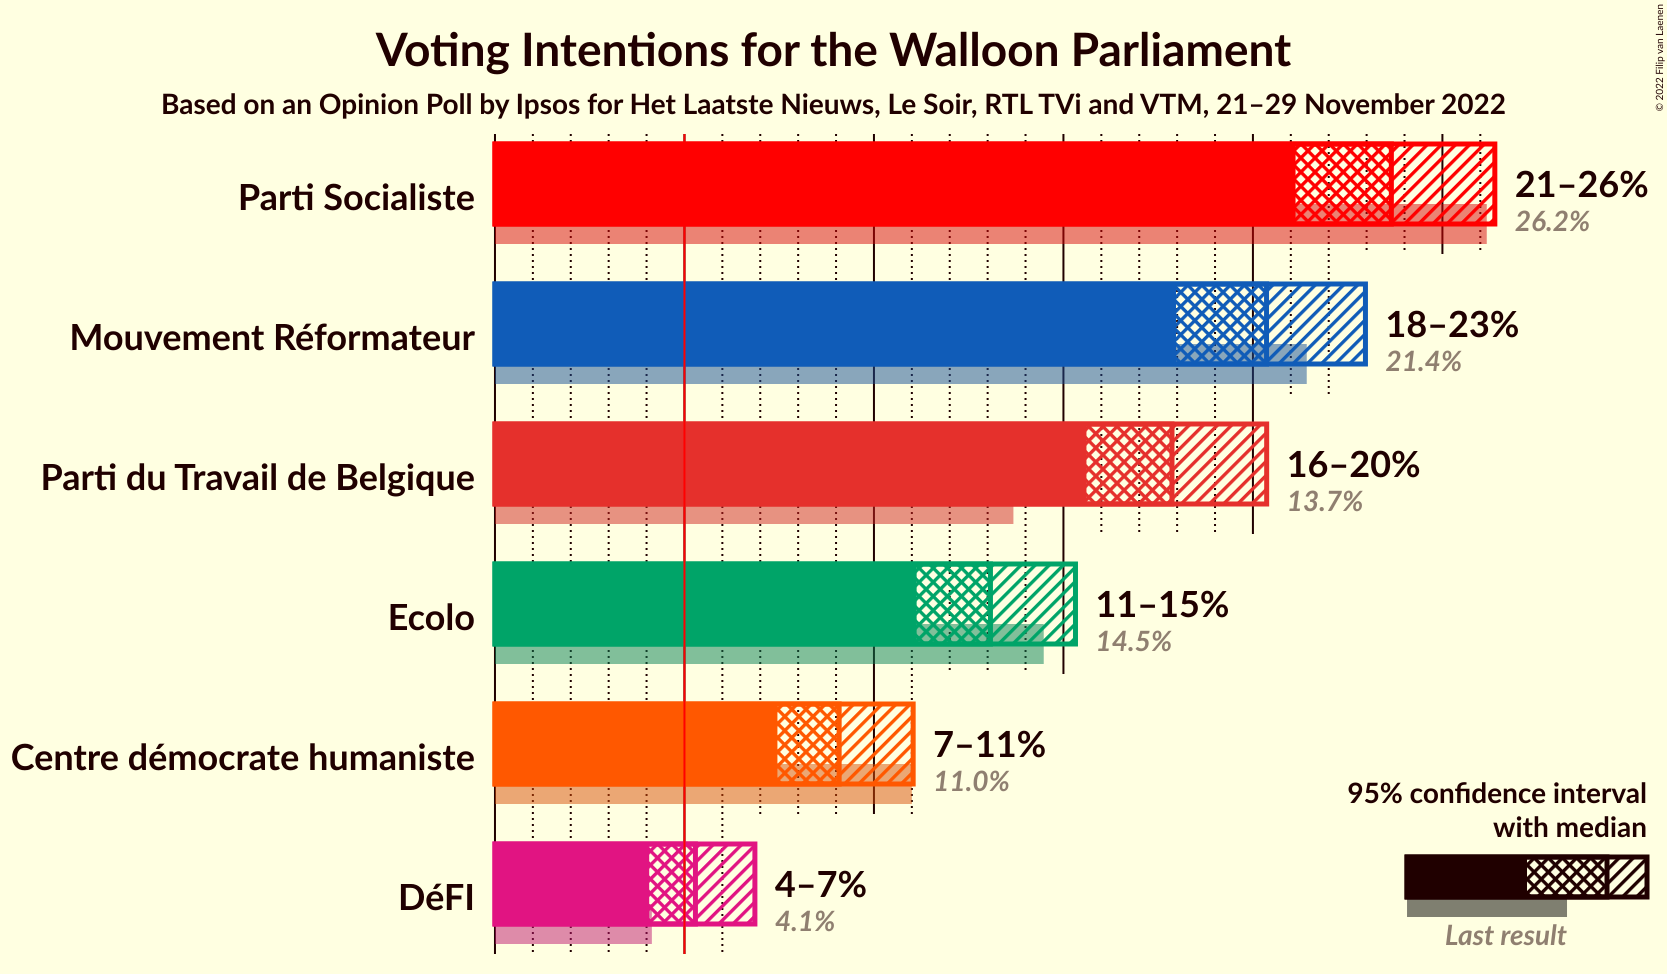 Voting Intentions for the Walloon Parliament
Based on an Opinion Poll by Ipsos for Het Laatste Nieuws, Le Soir, RTL TVi and VTM, 21–29 November 2022
© 2022 Filip van Laenen
Parti Socialiste
21–26%
26.2%
Mouvement Réformateur
18–23%
21.4%
Parti du Travail de Belgique
16–20%
13.7%
Ecolo
11–15%
14.5%
Centre démocrate humaniste
7–11%
11.0%
DéFI
4–7%
4.1%
95% confidence interval
with median
Last result